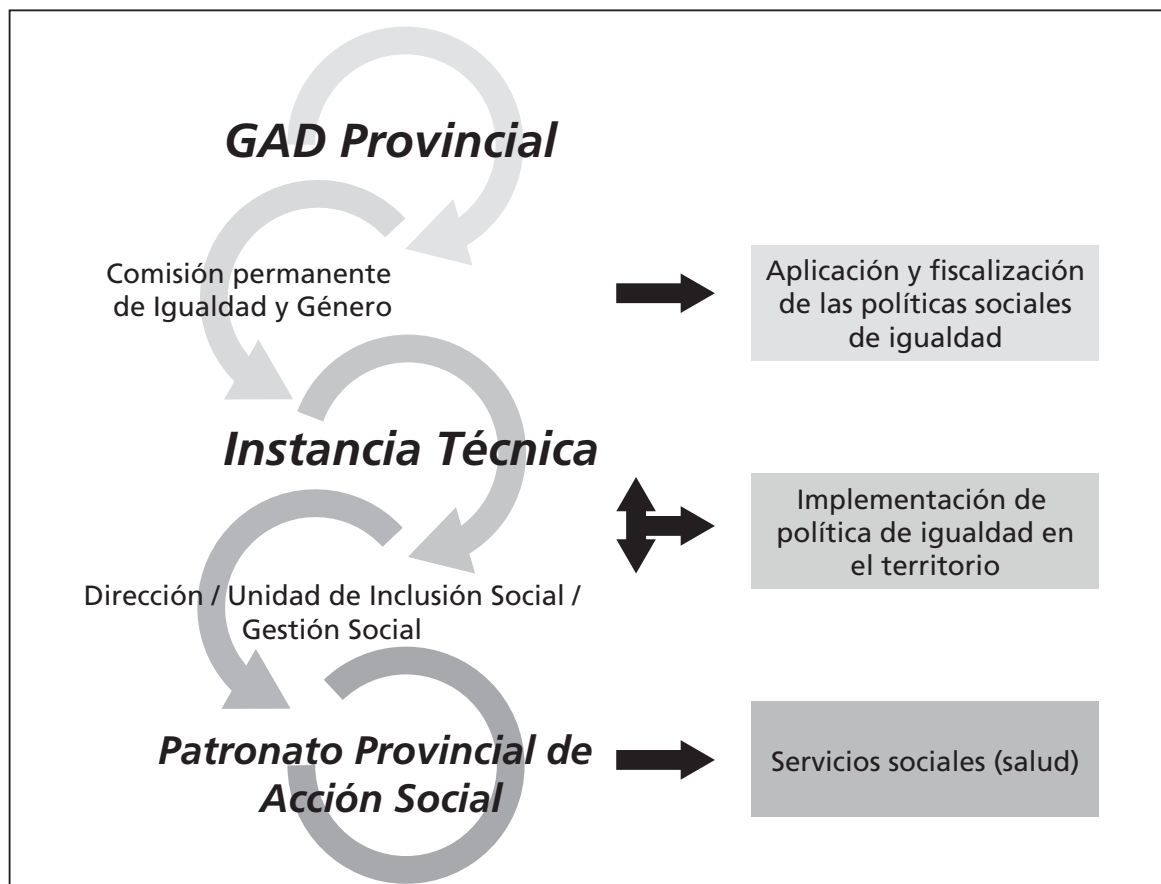 GAD Provincial
Comisión permanente
de Igualdad y Género
Aplicación y fiscalización
de las políticas sociales
de igualdad
Instancia Técnica
Implementación de
política de igualdad en
el territorio
Dirección / Unidad de Inclusión Social /
Gestión Social
Patronato Provincial de
Acción Social
Servicios sociales (salud)